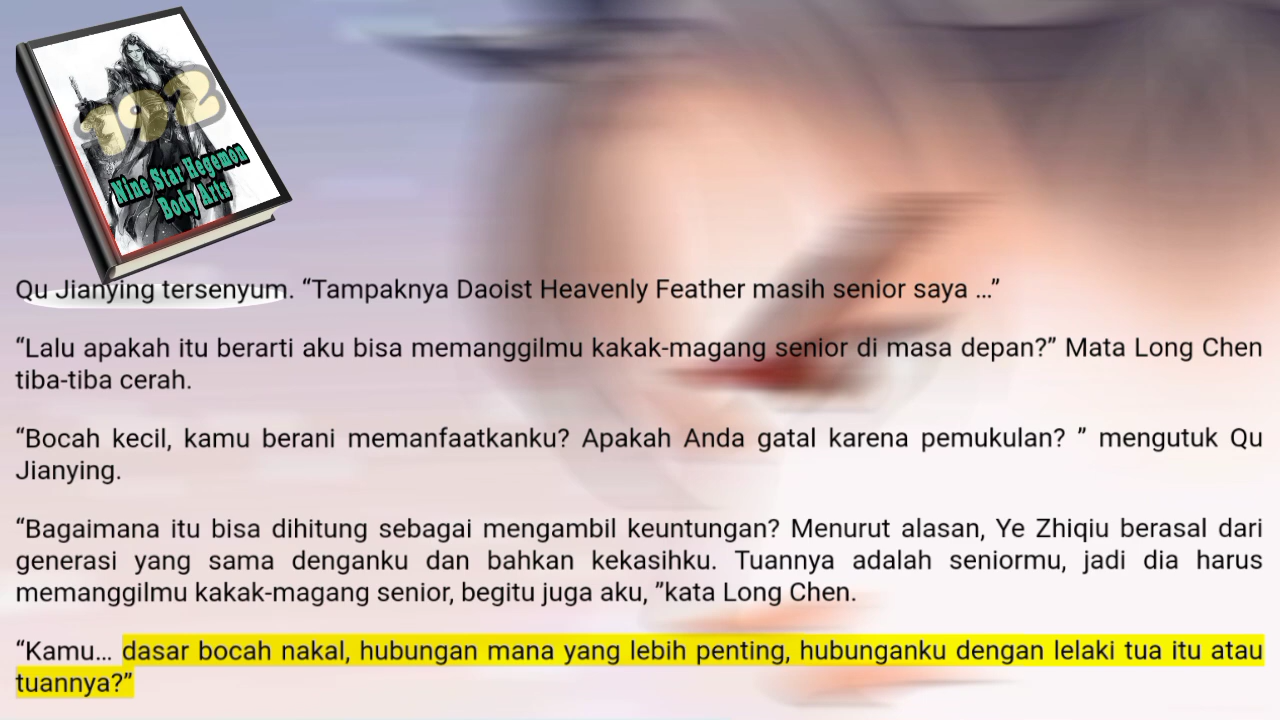 192
Nine Star Hegemon
Body Arts
Qu Jianying tersenyum. “Tampaknya Daoist Heavenly Feather masih senior saya …”
“Lalu apakah itu berarti aku bisa memanggilmu kakak-magang senior di masa depan?” Mata Long Chen
tiba-tiba cerah.
“Bocah kecil, kamu berani memanfaatkanku? Apakah Anda gatal karena pemukulan? ” mengutuk Qu
Jianying.
“Bagaimana itu bisa dihitung sebagai mengambil keuntungan? Menurut alasan, Ye Zhiqiu berasal dari
generasi yang sama denganku dan bahkan kekasihku. Tuannya adalah seniormu, jadi dia harus
memanggilmu kakak-magang senior, begitu juga aku, ”kata Long Chen.
“Kamu… dasar bocah nakal, hubungan mana yang lebih penting, hubunganku dengan lelaki tua itu atau
tuannya?”